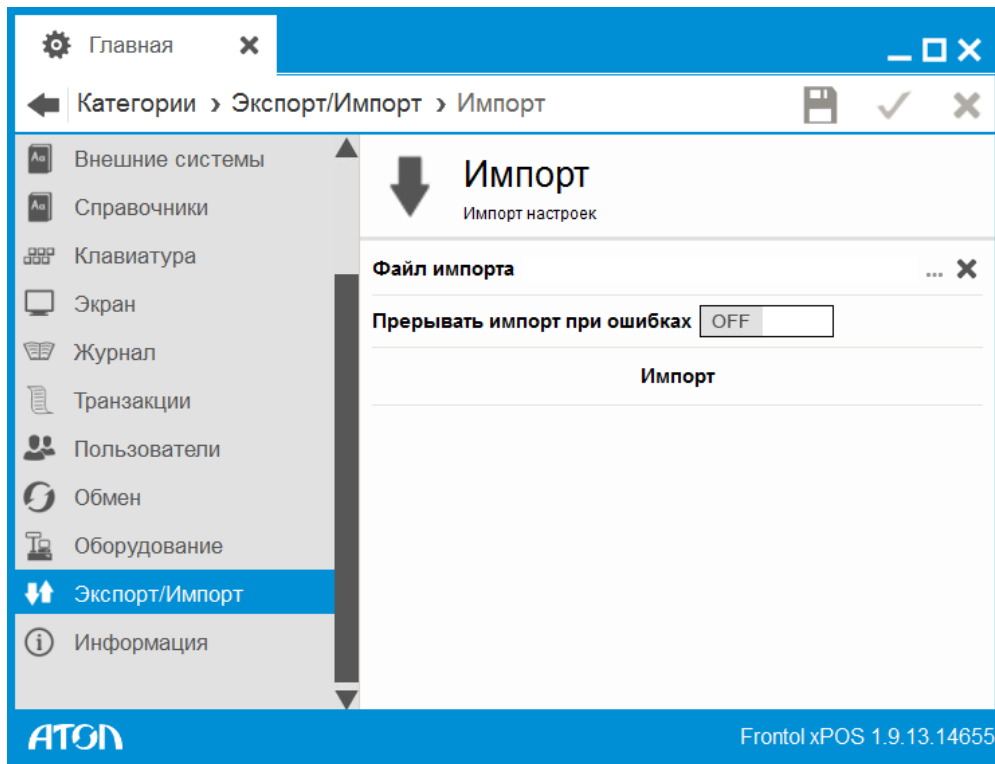 Главная
Категории › Экспорт/Импорт › Импорт
Внешние системы
Справочники
Клавиатура
Экран
Журнал
Транзакции
Пользователи
Обмен
Оборудование
Экспорт/Импорт
Информация
Импорт
Импорт настроек
Файл импорта ...
Прерывать импорт при ошибках OFF
Импорт
АТОЛ
Frontol xPOS 1.9.13.14655